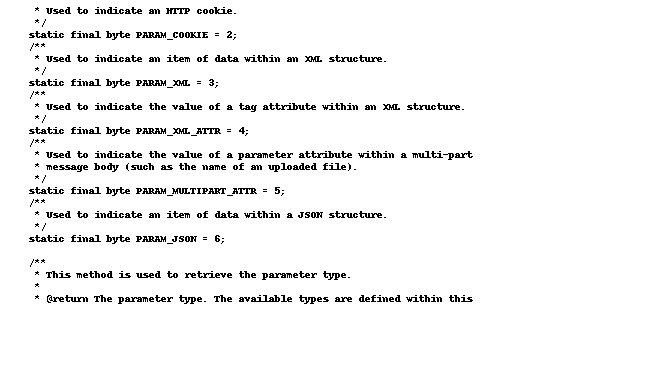 * Used to indicate an HTTP cookie.
*/
static final byte PARAM_COOKIE = 2;
/**
* Used to indicate an item of data within an XML structure.
*/
static final byte PARAM_XML = 3;
/**
* Used to indicate the value of a tag attribute within an XML structure.
*/
static final byte PARAM_XML_ATTR = 4;
/**
* Used to indicate the value of a parameter attribute within a multi-part
* message body (such as the name of an uploaded file).
*/
static final byte PARAM_MULTIPART_ATTR = 5;
/**
* Used to indicate an item of data within a JSON structure.
*/
static final byte PARAM_JSON = 6;
/**
* This method is used to retrieve the parameter type.
*
* @return The parameter type. The available types are defined within this